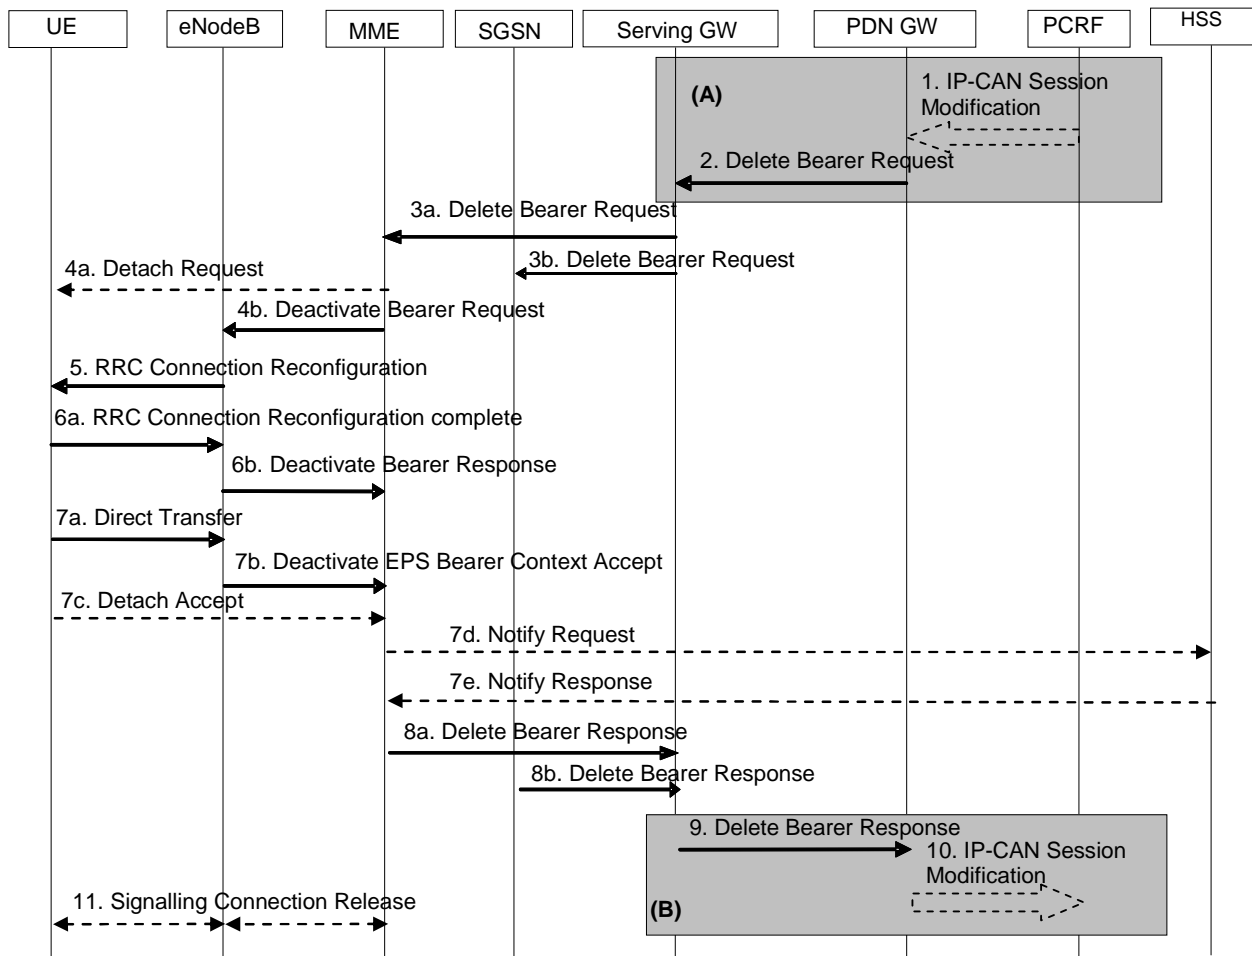 UE
eNodeB
MME
SGSN
Serving GW
PDN GW
PCRF
HSS
(A)
1. IP-CAN Session
Modification
2. Delete Bearer Request
3a. Delete Bearer Request
3b. Delete Bearer Request
4a. Detach Request
4b. Deactivate Bearer Request
5. RRC Connection Reconfiguration
6a. RRC Connection Reconfiguration complete
6b. Deactivate Bearer Response
7a. Direct Transfer
7b. Deactivate EPS Bearer Context Accept
7c. Detach Accept
7d. Notify Request
7e. Notify Response
8a. Delete Bearer Response
8b. Delete Bearer Response
9. Delete Bearer Response
10. IP-CAN Session
Modification
(B)
11. Signalling Connection Release